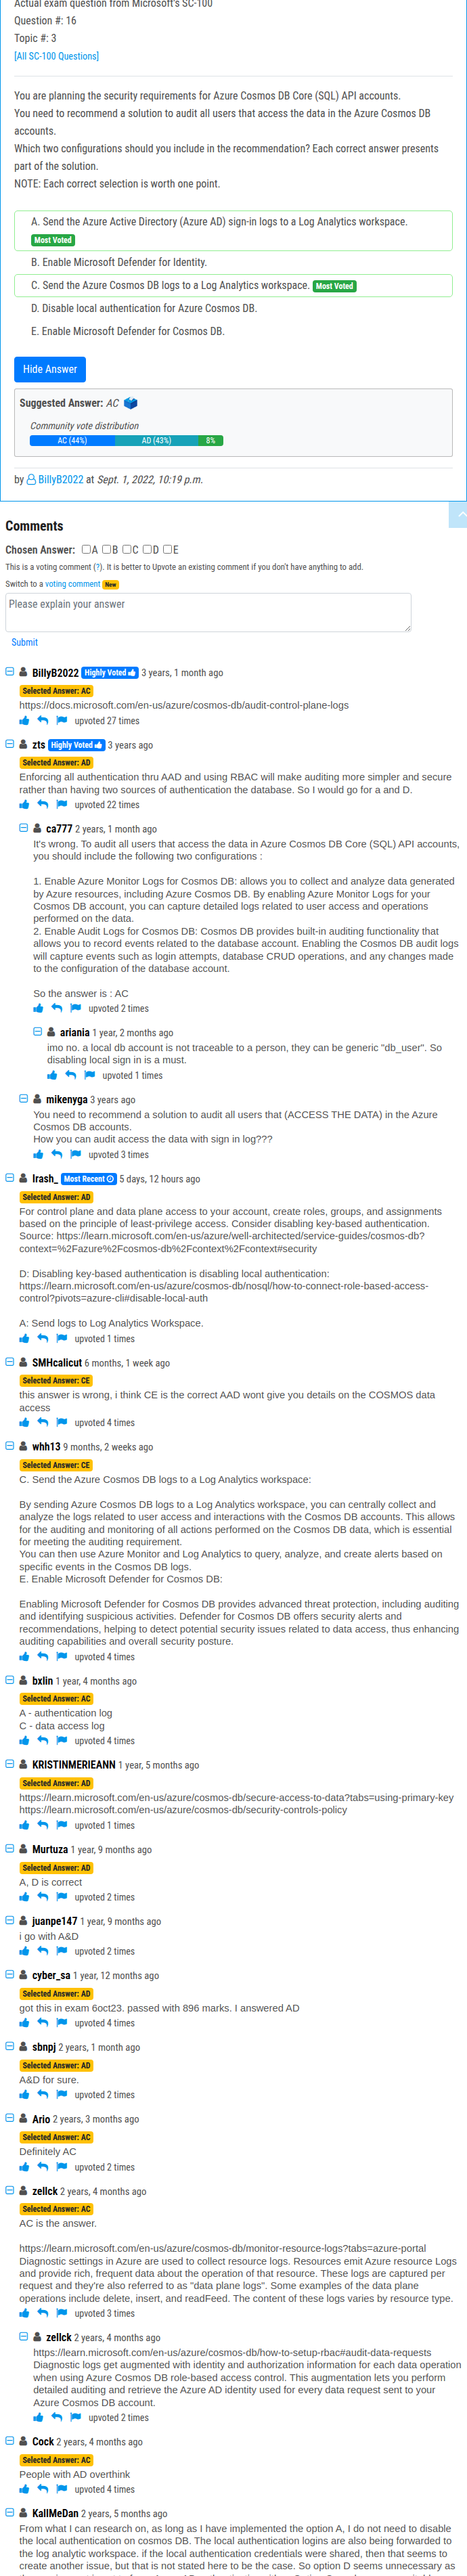 Actual exam question from Microsoft's SC-100
Question #: 16
Topic #: 3
[All SC-100 Questions]
You are planning the security requirements for Azure Cosmos DB Core (SQL) API accounts.
You need to recommend a solution to audit all users that access the data in the Azure Cosmos DB
accounts.
Which two configurations should you include in the recommendation? Each correct answer presents
part of the solution.
NOTE: Each correct selection is worth one point.
A. Send the Azure Active Directory (Azure AD) sign-in logs to a Log Analytics workspace.
Most Voted
B. Enable Microsoft Defender for Identity.
C. Send the Azure Cosmos DB logs to a Log Analytics workspace. Most Voted
D. Disable local authentication for Azure Cosmos DB.
E. Enable Microsoft Defender for Cosmos DB.
Hide Answer
Suggested Answer: AC
Community vote distribution
AC (44%) AD (43%) 8%
by BillyB2022 at Sept. 1, 2022, 10:19 p.m.
Comments
Chosen Answer: A B C D E
This is a voting comment (?). It is better to Upvote an existing comment if you don't have anything to add.
Switch to a voting comment New
Please explain your answer
Submit
BillyB2022 Highly Voted 3 years, 1 month ago
Selected Answer: AC
https://docs.microsoft.com/en-us/azure/cosmos-db/audit-control-plane-logs
upvoted 27 times
zts Highly Voted 3 years ago
Selected Answer: AD
Enforcing all authentication thru AAD and using RBAC will make auditing more simpler and secure
rather than having two sources of authentication the database. So I would go for a and D.
upvoted 22 times
ca777 2 years, 1 month ago
It's wrong. To audit all users that access the data in Azure Cosmos DB Core (SQL) API accounts,
you should include the following two configurations :
1. Enable Azure Monitor Logs for Cosmos DB: allows you to collect and analyze data generated
by Azure resources, including Azure Cosmos DB. By enabling Azure Monitor Logs for your
Cosmos DB account, you can capture detailed logs related to user access and operations
performed on the data.
2. Enable Audit Logs for Cosmos DB: Cosmos DB provides built-in auditing functionality that
allows you to record events related to the database account. Enabling the Cosmos DB audit logs
will capture events such as login attempts, database CRUD operations, and any changes made
to the configuration of the database account.
So the answer is : AC
upvoted 2 times
ariania 1 year, 2 months ago
imo no. a local db account is not traceable to a person, they can be generic "db_user". So
disabling local sign in is a must.
upvoted 1 times
mikenyga 3 years ago
You need to recommend a solution to audit all users that (ACCESS THE DATA) in the Azure
Cosmos DB accounts.
How you can audit access the data with sign in log???
upvoted 3 times
Irash_ Most Recent 5 days, 12 hours ago
Selected Answer: AD
For control plane and data plane access to your account, create roles, groups, and assignments
based on the principle of least-privilege access. Consider disabling key-based authentication.
Source: https://learn.microsoft.com/en-us/azure/well-architected/service-guides/cosmos-db?
context=%2Fazure%2Fcosmos-db%2Fcontext%2Fcontext#security
D: Disabling key-based authentication is disabling local authentication:
https://learn.microsoft.com/en-us/azure/cosmos-db/nosql/how-to-connect-role-based-access-
control?pivots=azure-cli#disable-local-auth
A: Send logs to Log Analytics Workspace.
upvoted 1 times
SMHcalicut 6 months, 1 week ago
Selected Answer: CE
this answer is wrong, i think CE is the correct AAD wont give you details on the COSMOS data
access
upvoted 4 times
whh13 9 months, 2 weeks ago
Selected Answer: CE
C. Send the Azure Cosmos DB logs to a Log Analytics workspace:
By sending Azure Cosmos DB logs to a Log Analytics workspace, you can centrally collect and
analyze the logs related to user access and interactions with the Cosmos DB accounts. This allows
for the auditing and monitoring of all actions performed on the Cosmos DB data, which is essential
for meeting the auditing requirement.
You can then use Azure Monitor and Log Analytics to query, analyze, and create alerts based on
specific events in the Cosmos DB logs.
E. Enable Microsoft Defender for Cosmos DB:
Enabling Microsoft Defender for Cosmos DB provides advanced threat protection, including auditing
and identifying suspicious activities. Defender for Cosmos DB offers security alerts and
recommendations, helping to detect potential security issues related to data access, thus enhancing
auditing capabilities and overall security posture.
upvoted 4 times
bxlin 1 year, 4 months ago
Selected Answer: AC
A - authentication log
C - data access log
upvoted 4 times
KRISTINMERIEANN 1 year, 5 months ago
Selected Answer: AD
https://learn.microsoft.com/en-us/azure/cosmos-db/secure-access-to-data?tabs=using-primary-key
https://learn.microsoft.com/en-us/azure/cosmos-db/security-controls-policy
upvoted 1 times
Murtuza 1 year, 9 months ago
Selected Answer: AD
A, D is correct
upvoted 2 times
juanpe147 1 year, 9 months ago
i go with A&D
upvoted 2 times
cyber_sa 1 year, 12 months ago
Selected Answer: AD
got this in exam 6oct23. passed with 896 marks. I answered AD
upvoted 4 times
sbnpj 2 years, 1 month ago
Selected Answer: AD
A&D for sure.
upvoted 2 times
Ario 2 years, 3 months ago
Selected Answer: AC
Definitely AC
upvoted 2 times
zellck 2 years, 4 months ago
Selected Answer: AC
AC is the answer.
https://learn.microsoft.com/en-us/azure/cosmos-db/monitor-resource-logs?tabs=azure-portal
Diagnostic settings in Azure are used to collect resource logs. Resources emit Azure resource Logs
and provide rich, frequent data about the operation of that resource. These logs are captured per
request and they're also referred to as "data plane logs". Some examples of the data plane
operations include delete, insert, and readFeed. The content of these logs varies by resource type.
upvoted 3 times
zellck 2 years, 4 months ago
https://learn.microsoft.com/en-us/azure/cosmos-db/how-to-setup-rbac#audit-data-requests
Diagnostic logs get augmented with identity and authorization information for each data operation
when using Azure Cosmos DB role-based access control. This augmentation lets you perform
detailed auditing and retrieve the Azure AD identity used for every data request sent to your
Azure Cosmos DB account.
upvoted 2 times
Cock 2 years, 4 months ago
Selected Answer: AC
People with AD overthink
upvoted 4 times
KallMeDan 2 years, 5 months ago
From what I can research on, as long as I have implemented the option A, I do not need to disable
the local authentication on cosmos DB. The local authentication logins are also being forwarded to
the log analytic workspace. if the local authentication credentials were shared, then that seems to
create another issue, but that is not stated here to be the case. So option D seems unnecessary as